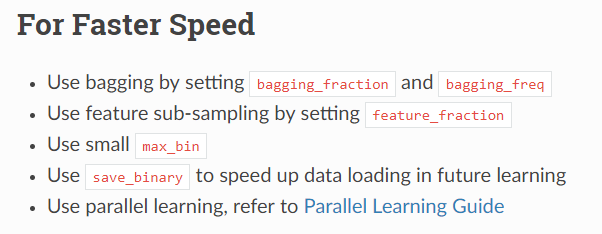 For Faster Speed
• Use bagging by setting bagging_fraction and bagging_freq
• Use feature sub-sampling by setting feature_fraction
• Use small max_bin
• Use save_binary to speed up data loading in future learning
• Use parallel learning, refer to Parallel Learning Guide